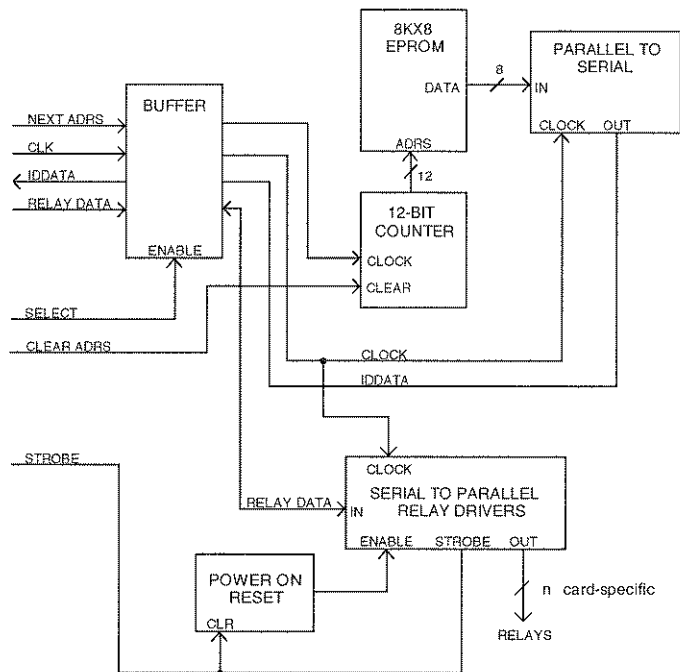 8KX8
EPROM
DATA
8
PARALLEL TO
SERIAL
IN
CLOCK
OUT
BUFFER
NEXT ADRS
CLK
IDDATA
RELAY DATA
ENABLE
ADRS
12
12-BIT
COUNTER
CLOCK
CLEAR
SELECT
CLEAR ADRS
CLOCK
IDDATA
STROBE
CLOCK
SERIAL TO PARALLEL
RELAY DRIVERS
RELAY DATA
IN
ENABLE
STROBE
OUT
POWER ON
RESET
CLR
n card-specific
RELAYS